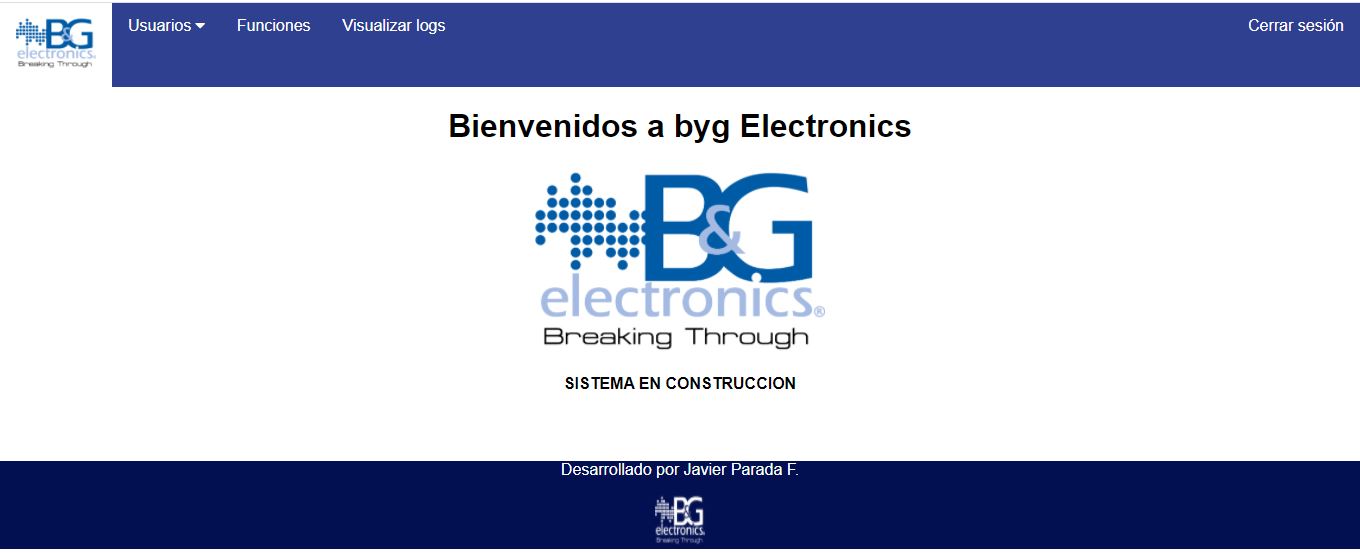 B&G
electronics®
Breaking Through
Usuarios
Funciones
Visualizar logs
Cerrar sesión
Bienvenidos a byg Electronics
B&G
electronics®
Breaking Through
SISTEMA EN CONSTRUCCION
Desarrollado por Javier Parada F.
B&G
electronics
Breaking Through